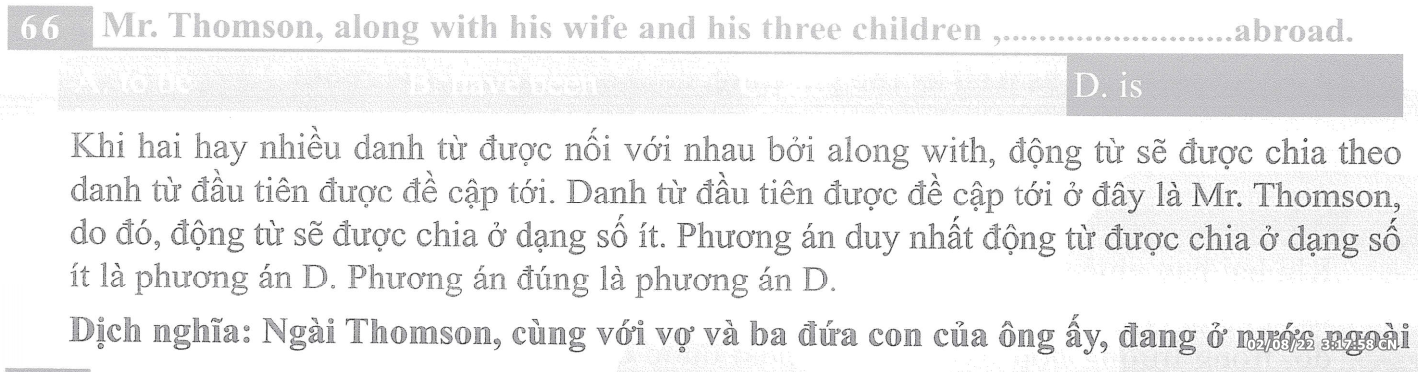 66 Mr. Thomson, along with his wife and his three children ,..........................abroad.
A. to be B. have been D. is
Khi hai hay nhiều danh từ được nối với nhau bởi along with, động từ sẽ được chia theo
danh từ đầu tiên được đề cập tới. Danh từ đầu tiên được đề cập tới ở đây là Mr. Thomson,
do đó, động từ sẽ được chia ở dạng số ít. Phương án duy nhất động từ được chia ở dạng số
ít là phương án D. Phương án đúng là phương án D.
Dịch nghĩa: Ngài Thomson, cùng với vợ và ba đứa con của ông ấy, đang ở nước ngoài
02/08/22 3:17:58 CN